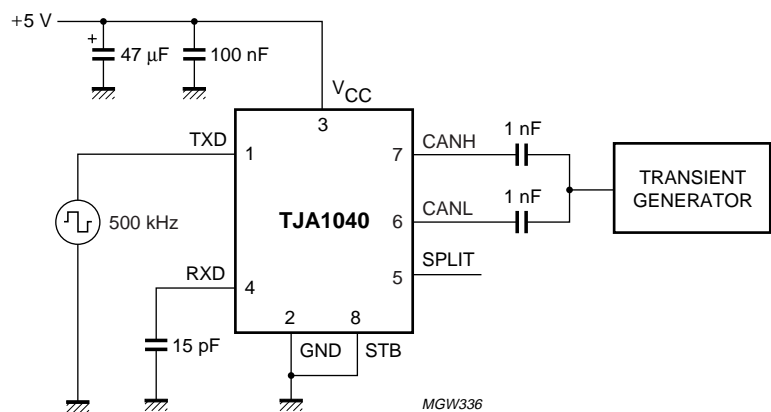 +5 V
+
47 μF
100 nF
VCC
3
TXD
1
7
CANH
1 nF
TRANSIENT
GENERATOR
500 kHz
TJA1040
6
CANL
1 nF
5
SPLIT
RXD
4
2
8
15 pF
GND
STB
MGW336